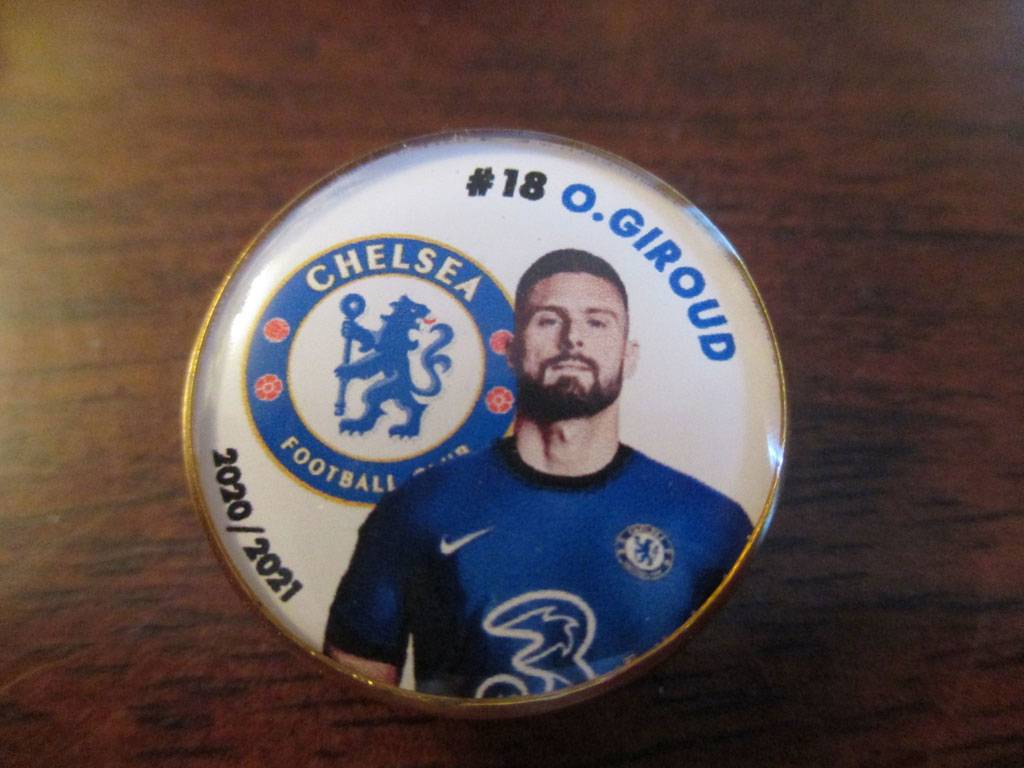 #18 O.GIROUD
CHELSEA
FOOTBALL
2020/2021